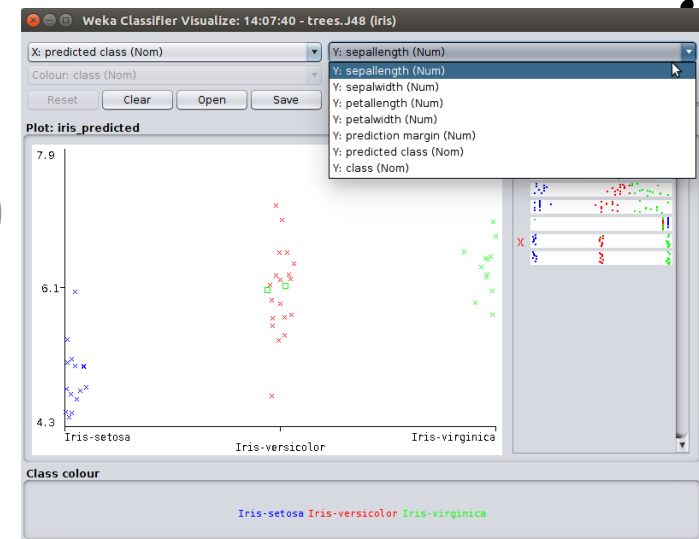 Weka Classifier Visualize: 14:07:40 - trees.J48 (iris)
X: predicted class (Nom) Y: sepallength (Num)
Colour: class (Nom) Y: sepallength (Num)
Y: sepalwidth (Num)
Reset Clear Open Save Y: petallength (Num)
Y: petalwidth (Num)
Plot: iris_predicted Y: prediction margin (Num)
Y: predicted class (Nom)
Y: class (Nom)
7.9
X
6.1
4.3
Iris-setosa Iris-versicolor Iris-virginica
Class colour
Iris-setosa Iris-versicolor Iris-virginica